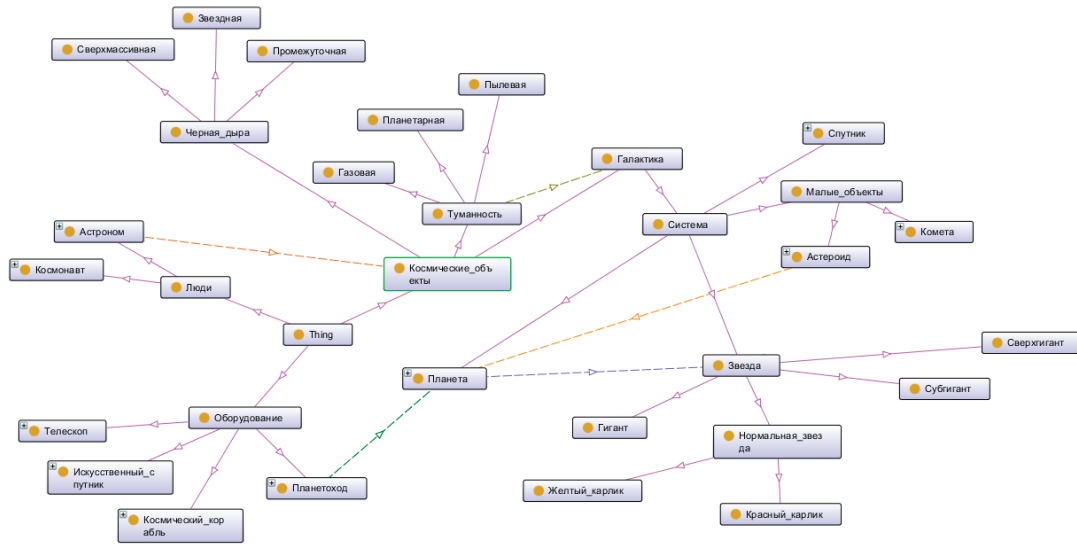 Звездная
Сверхмассивная
Промежуточная
Пылевая
Планетарная
Черная_дыра
Спутник
Галактика
Газовая
Малые_объекты
Туманность
Система
Комета
Астроном
Астероид
Космонавт
Космические_объ
екты
Люди
Thing
Сверхгигант
Звезда
Планета
Субгигант
Оборудование
Гигант
Телескоп
Нормальная_звез
да
Искусственный_с
путник
Планетоход
Желтый_карлик
Красный_карлик
Космический_кор
абль